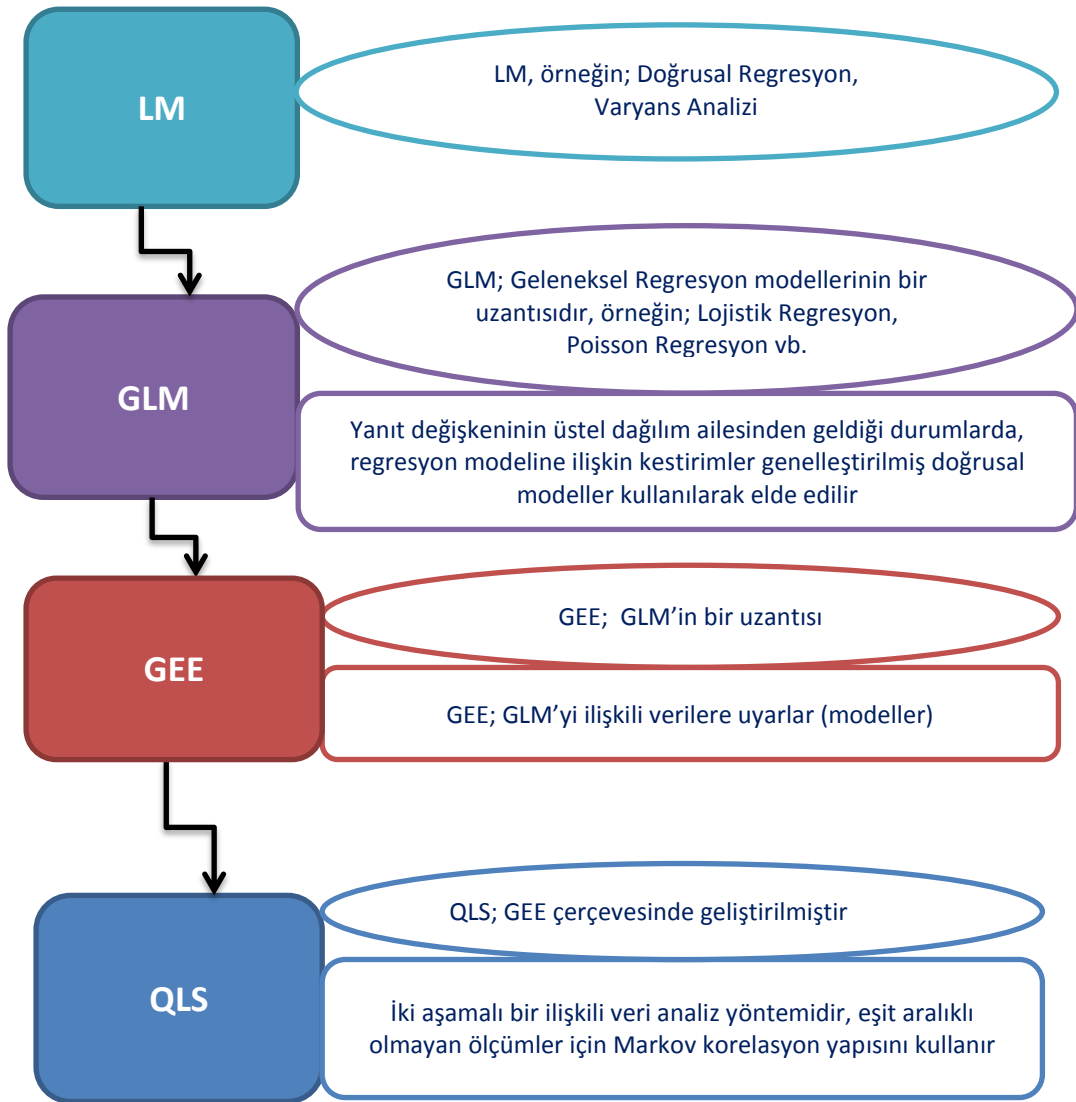 LM
LM, örneğin; Doğrusal Regresyon,
Varyans Analizi
GLM
GLM; Geleneksel Regresyon modellerinin bir
uzantısıdır, örneğin; Lojistik Regresyon,
Poisson Regresyon vb.
Yanıt değişkeninin üstel dağılım ailesinden geldiği durumlarda,
regresyon modeline ilişkin kestirimler genelleştirilmiş doğrusal
modeller kullanılarak elde edilir
GEE
GEE; GLM’in bir uzantısı
GEE; GLM’yi ilişkili verilere uyarlar (modeller)
QLS
QLS; GEE çerçevesinde geliştirilmiştir
İki aşamalı bir ilişkili veri analiz yöntemidir, eşit aralıklı
olmayan ölçümler için Markov korelasyon yapısını kullanır